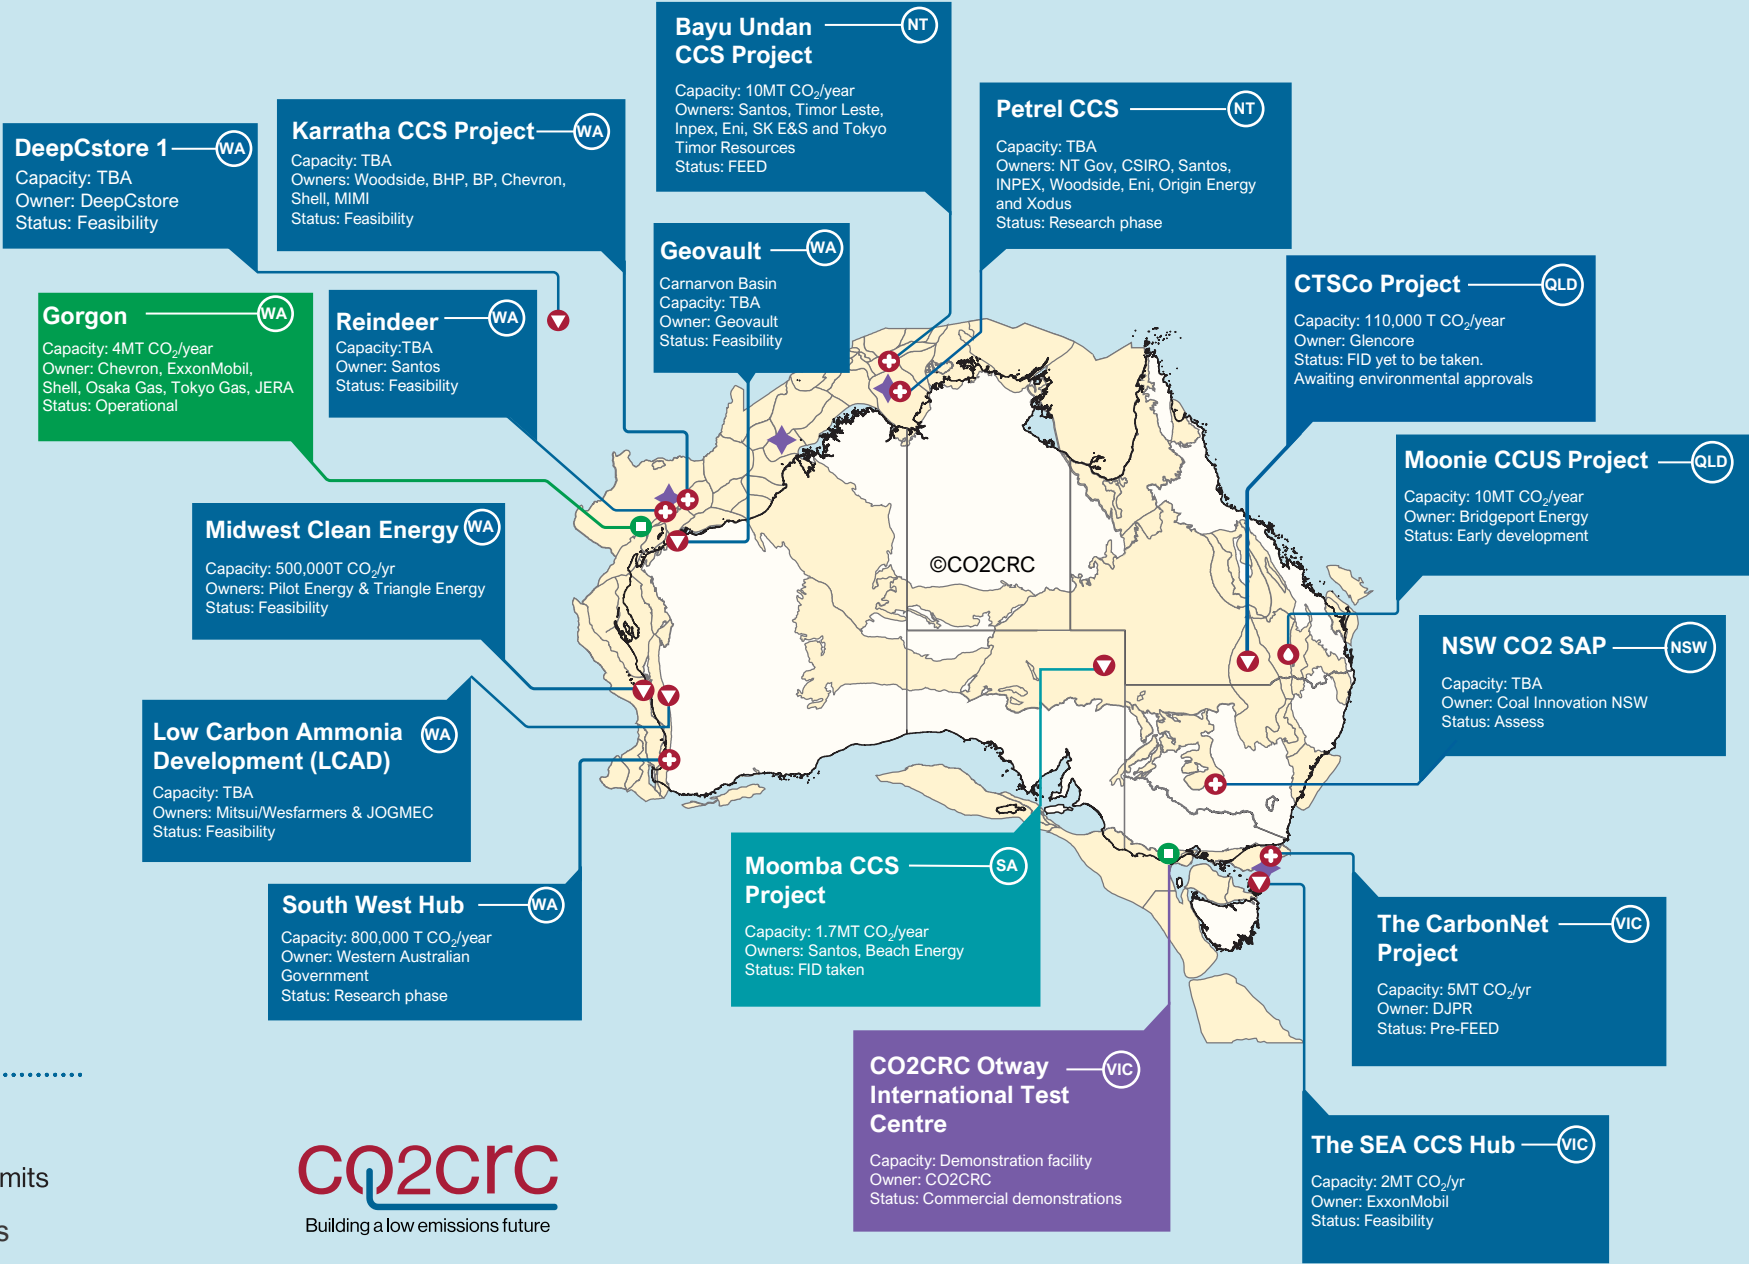 Bayu Undan
CCS Project
NT
Capacity: 10MT CO2/year
Owners: Santos, Timor Leste,
Inpex, Eni, SK E&S and Tokyo
Timor Resources
Status: FEED
Petrel CCS
NT
Capacity: TBA
Owners: NT Gov, CSIRO, Santos,
INPEX, Woodside, Eni, Origin Energy
and Xodus
Status: Research phase
Karratha CCS Project
WA
Capacity: TBA
Owners: Woodside, BHP, BP, Chevron,
Shell, MIMI
Status: Feasibility
DeepCstore 1
WA
Capacity: TBA
Owner: DeepCstore
Status: Feasibility
Geovault
WA
Carnarvon Basin
Capacity: TBA
Owner: Geovault
Status: Feasibility
CTSCo Project
QLD
Capacity: 110,000 T CO2/year
Owner: Glencore
Status: FID yet to be taken.
Awaiting environmental approvals
Gorgon
WA
Capacity: 4MT CO2/year
Owner: Chevron, ExxonMobil,
Shell, Osaka Gas, Tokyo Gas, JERA
Status: Operational
Reindeer
WA
Capacity:TBA
Owner: Santos
Status: Feasibility
Moonie CCUS Project
QLD
Capacity: 10MT CO2/year
Owner: Bridgeport Energy
Status: Early development
Midwest Clean Energy
WA
Capacity: 500,000T CO2/yr
Owners: Pilot Energy & Triangle Energy
Status: Feasibility
©CO2CRC
NSW CO2 SAP
NSW
Capacity: TBA
Owner: Coal Innovation NSW
Status: Assess
Low Carbon Ammonia
Development (LCAD)
WA
Capacity: TBA
Owners: Mitsui/Wesfarmers & JOGMEC
Status: Feasibility
Moomba CCS
Project
SA
Capacity: 1.7MT CO2/year
Owners: Santos, Beach Energy
Status: FID taken
South West Hub
WA
Capacity: 800,000 T CO2/year
Owner: Western Australian
Government
Status: Research phase
The CarbonNet
Project
VIC
Capacity: 5MT CO2/yr
Owner: DJPR
Status: Pre-FEED
CO2CRC Otway
International Test
Centre
VIC
Capacity: Demonstration facility
Owner: CO2CRC
Status: Commercial demonstrations
The SEA CCS Hub
VIC
Capacity: 2MT CO2/yr
Owner: ExxonMobil
Status: Feasibility
mits
s
co2crc
Building a low emissions future